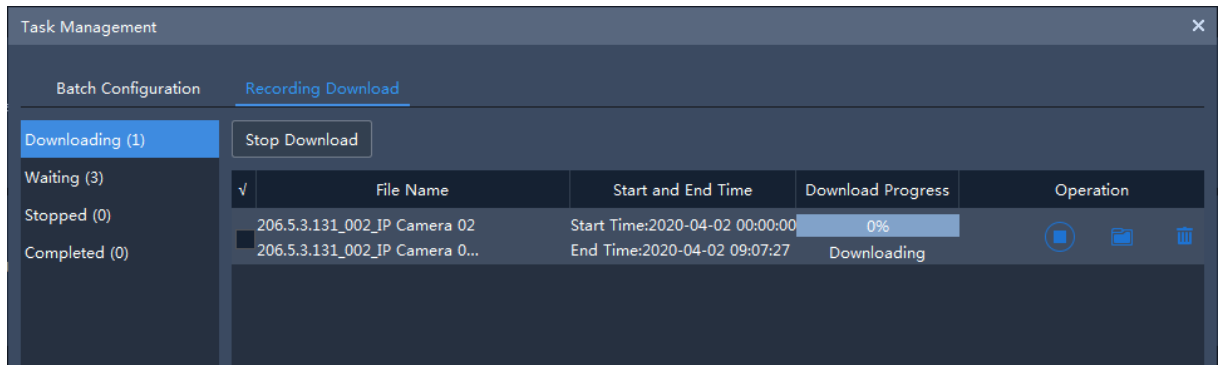 Task Management
Batch Configuration Recording Download
Downloading (1)
Waiting (3)
Stopped (0)
Completed (0)
Stop Download
√ File Name Start and End Time Download Progress Operation
206.5.3.131_002_IP Camera 02 Start Time:2020-04-02 00:00:00 0%
206.5.3.131_002_IP Camera 0... End Time:2020-04-02 09:07:27 Downloading